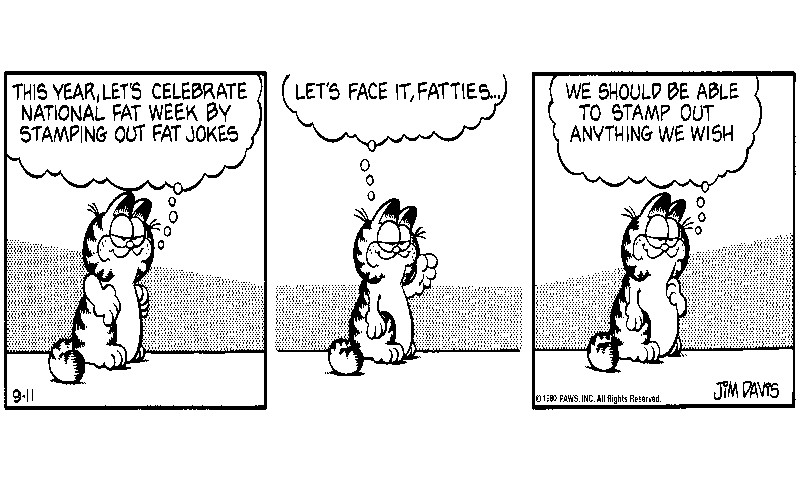 THIS YEAR, LET'S CELEBRATE
NATIONAL FAT WEEK BY
STAMPING OUT FAT JOKES
9-11
LET'S FACE IT, FATTIES...
WE SHOULD BE ABLE
TO STAMP OUT
ANYTHING WE WISH
© 1980 PAWS, INC. All Rights Reserved.
JIM DAVIS